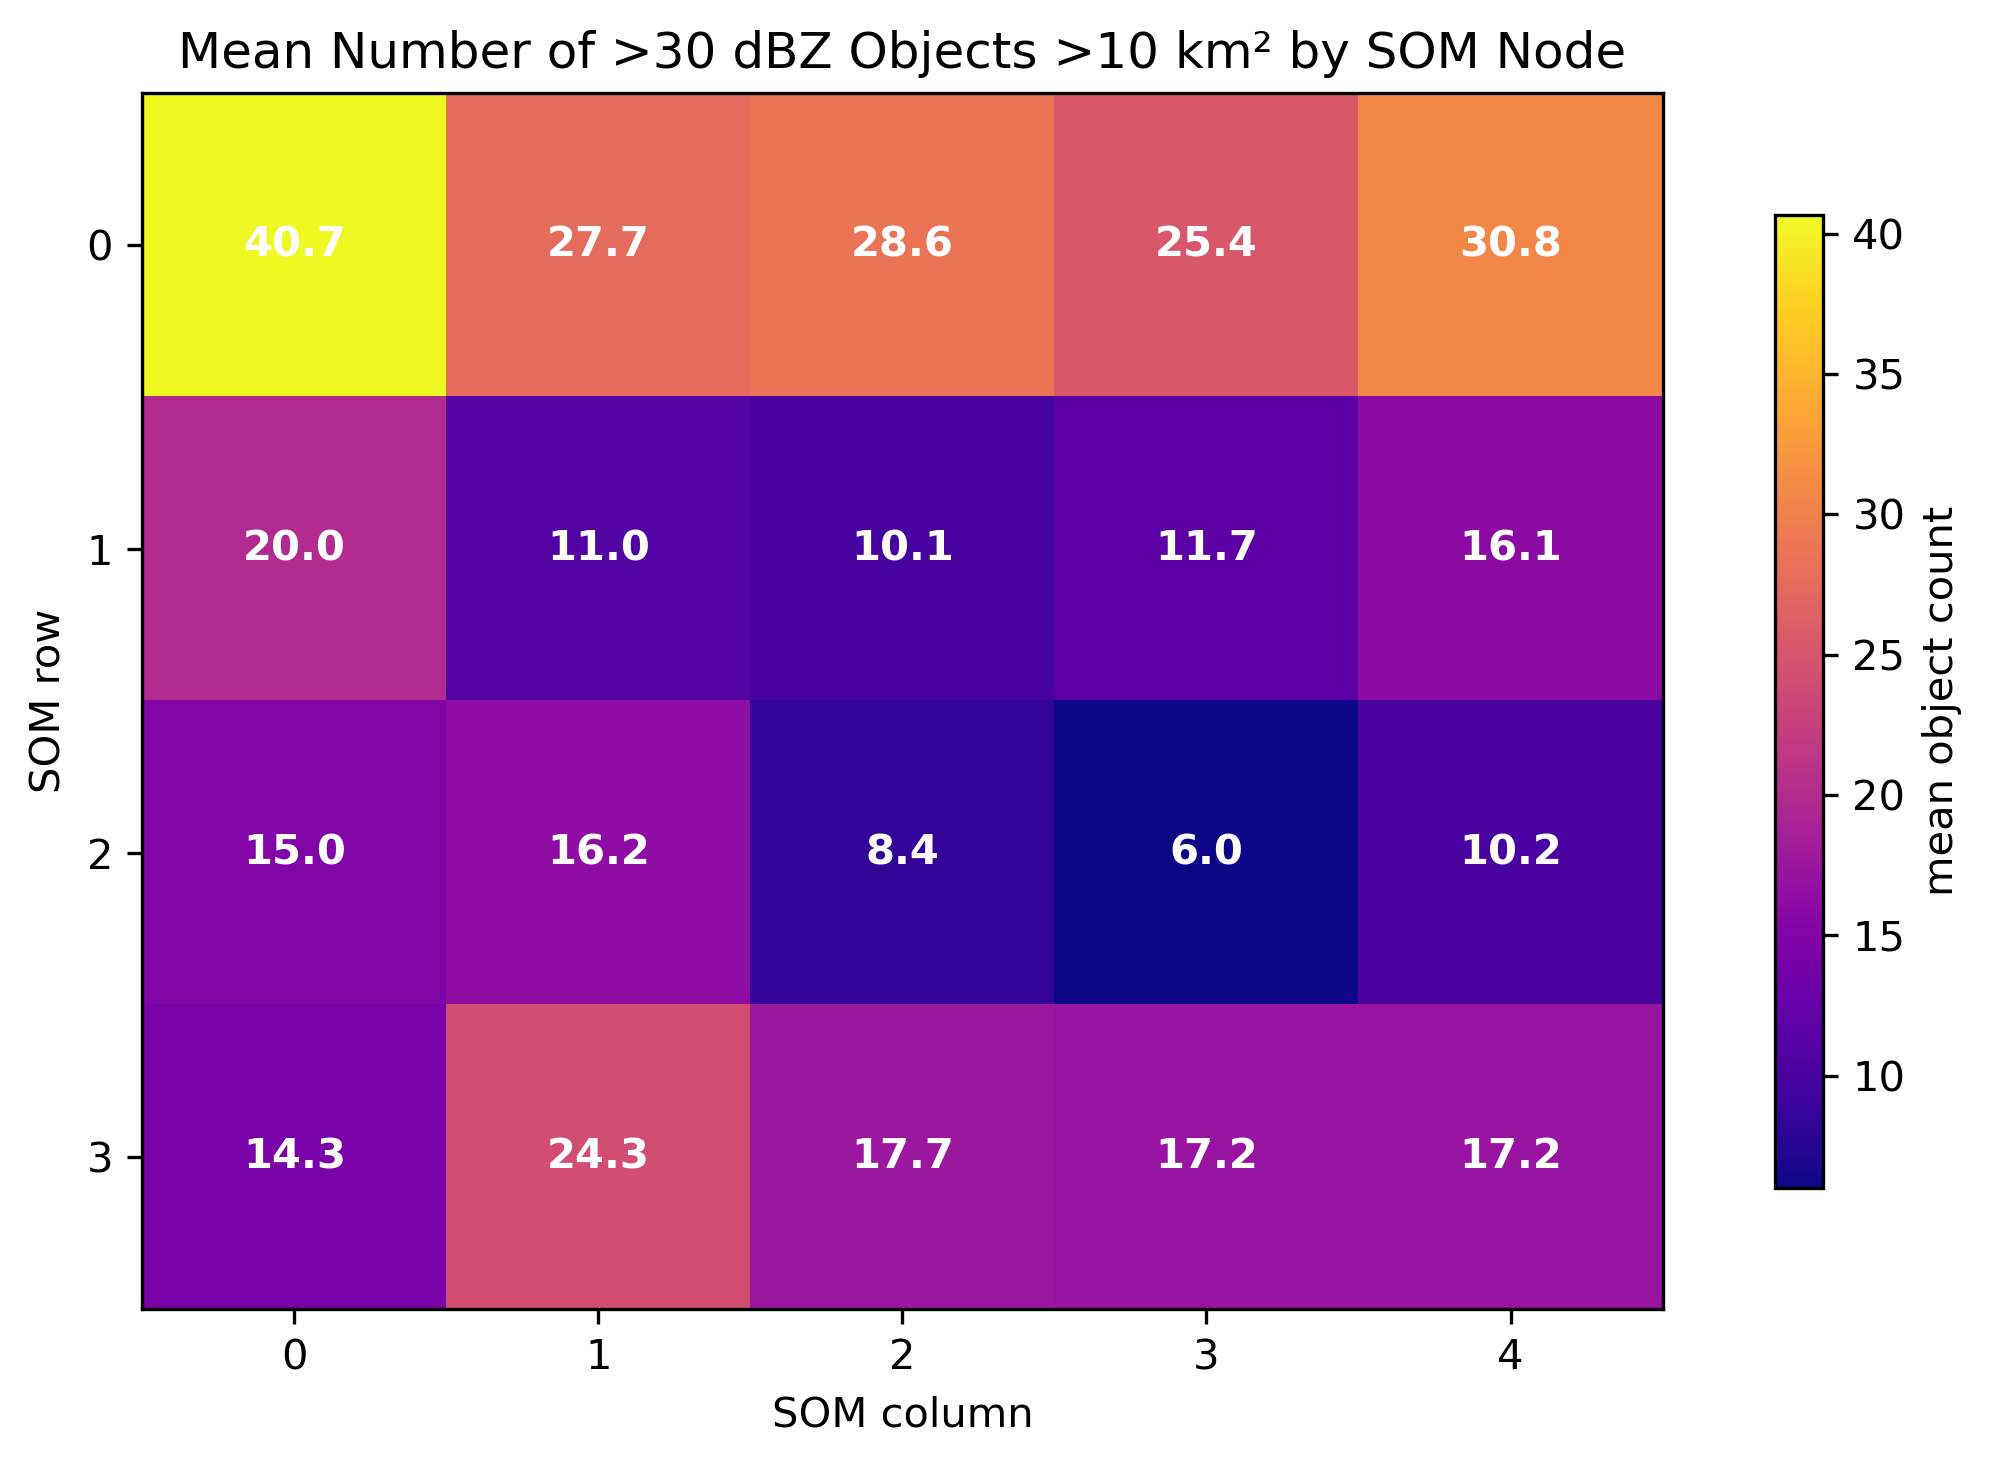 Mean Number of >30 dBZ Objects >10 km² by SOM Node
0
40.7 27.7 28.6 25.4 30.8
1
20.0 11.0 10.1 11.7 16.1
2
15.0 16.2 8.4 6.0 10.2
3
14.3 24.3 17.7 17.2 17.2
0 1 2 3 4
SOM column
SOM row
40
35
30
25
20
15
10
mean object count